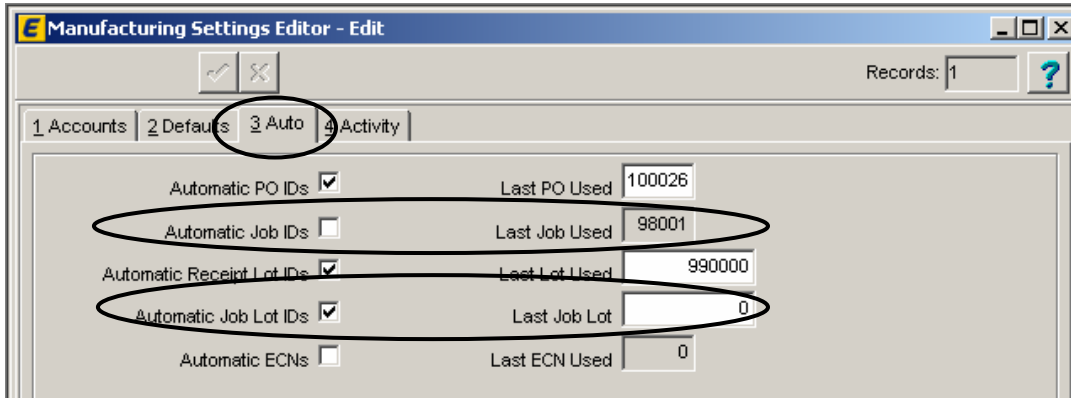 E Manufacturing Settings Editor - Edit
Records: 1 ?
1 Accounts 2 Defaults 3 Auto 4 Activity
Automatic PO IDs Last PO Used 100026
Automatic Job IDs Last Job Used 98001
Automatic Receipt Lot IDs Last Lot Used 990000
Automatic Job Lot IDs Last Job Lot 0
Automatic ECNs Last ECN Used 0